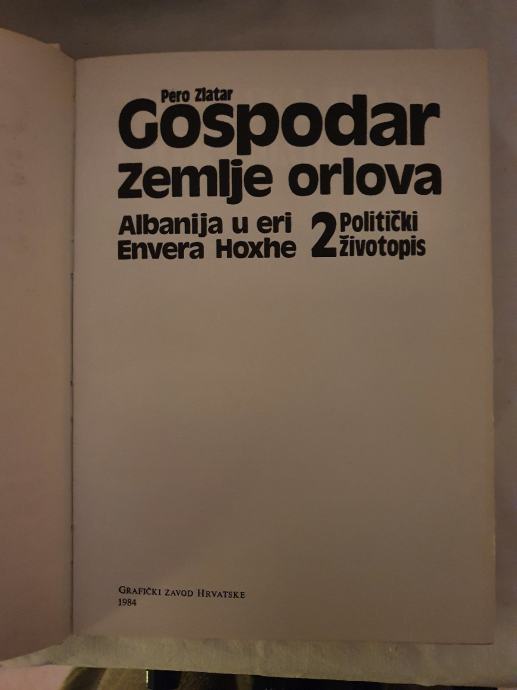 Pero Zlatar
Gospodar
zemlje orlova
Albanija u eri
Envera Hoxhe
2
Politički
životopis
GRAFIČKI ZAVOD HRVATSKE
1984